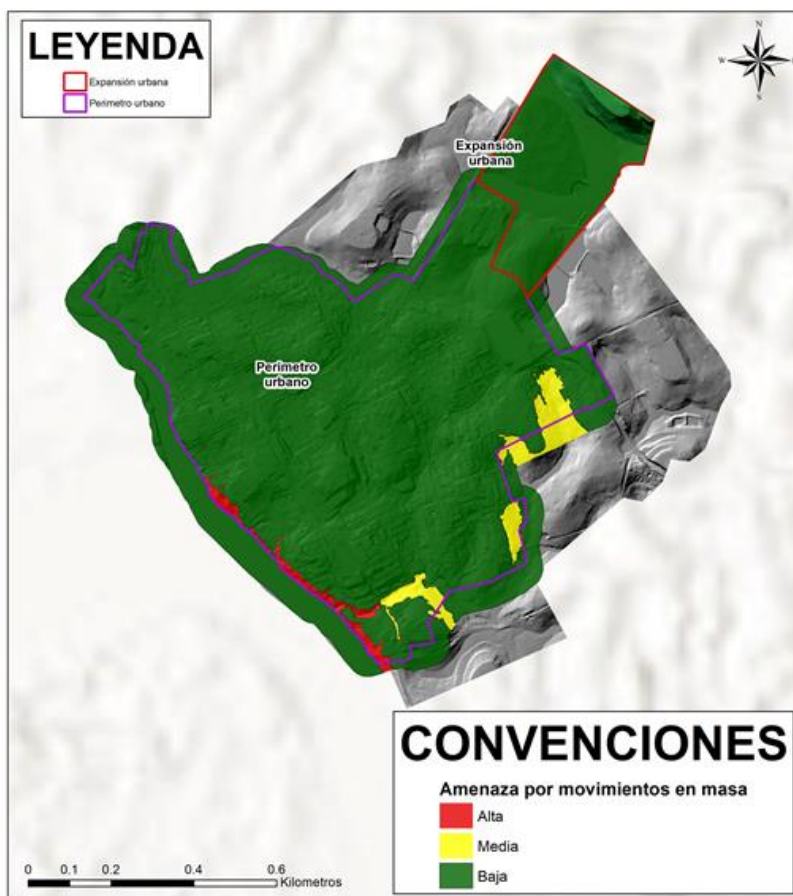 LEYENDA
Expansión urbana
Perimetro urbano
N
W
S
Expansión
urbana
Perimetro
urbano
CONVENCIONES
Amenaza por movimientos en masa
Alta
Media
Baja
0 0.1 0.2 0.4 0.6
Kilometros